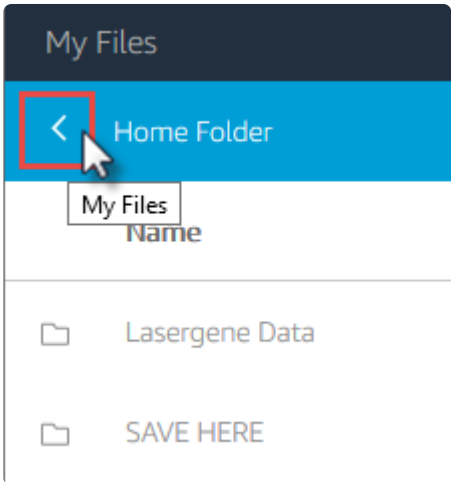 My Files
Home Folder
My Files
Name
Lasergene Data
SAVE HERE